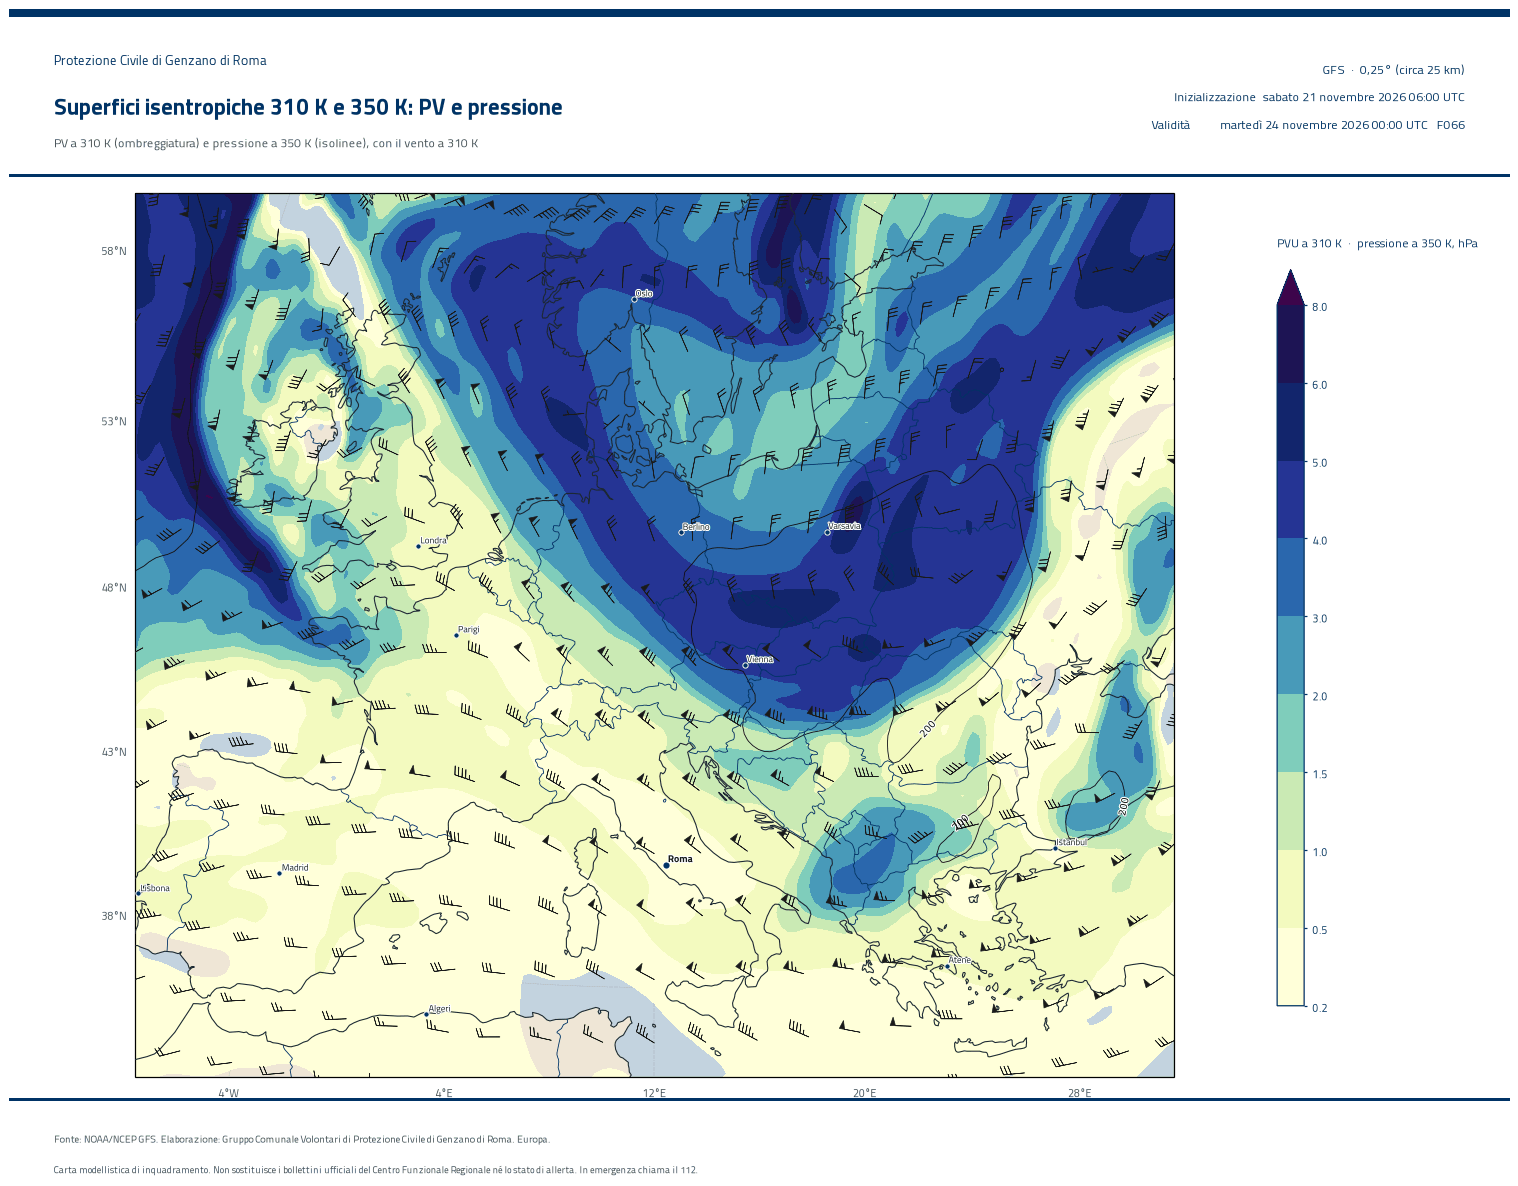 Protezione Civile di Genzano di Roma
Superfici isentropiche 310 K e 350 K: PV e pressione
PV a 310 K (ombreggiatura) e pressione a 350 K (isolinee), con il vento a 310 K
GFS · 0,25° (circa 25 km)
Inizializzazione sabato 21 novembre 2026 06:00 UTC
Validità martedì 24 novembre 2026 00:00 UTC F066
PVU a 310 K · pressione a 350 K, hPa
58°N
53°N
48°N
43°N
38°N
4°W
4°E
12°E
20°E
28°E
Oslo
Berlino
Varsavia
Londra
Parigi
Vienna
Roma
Madrid
Lisbona
Istanbul
Atene
Algeri
200
200
200
8.0
6.0
5.0
4.0
3.0
2.0
1.5
1.0
0.5
0.2
Fonte: NOAA/NCEP GFS. Elaborazione: Gruppo Comunale Volontari di Protezione Civile di Genzano di Roma. Europa.
Carta modellistica di inquadramento. Non sostituisce i bollettini ufficiali del Centro Funzionale Regionale né lo stato di allerta. In emergenza chiama il 112.